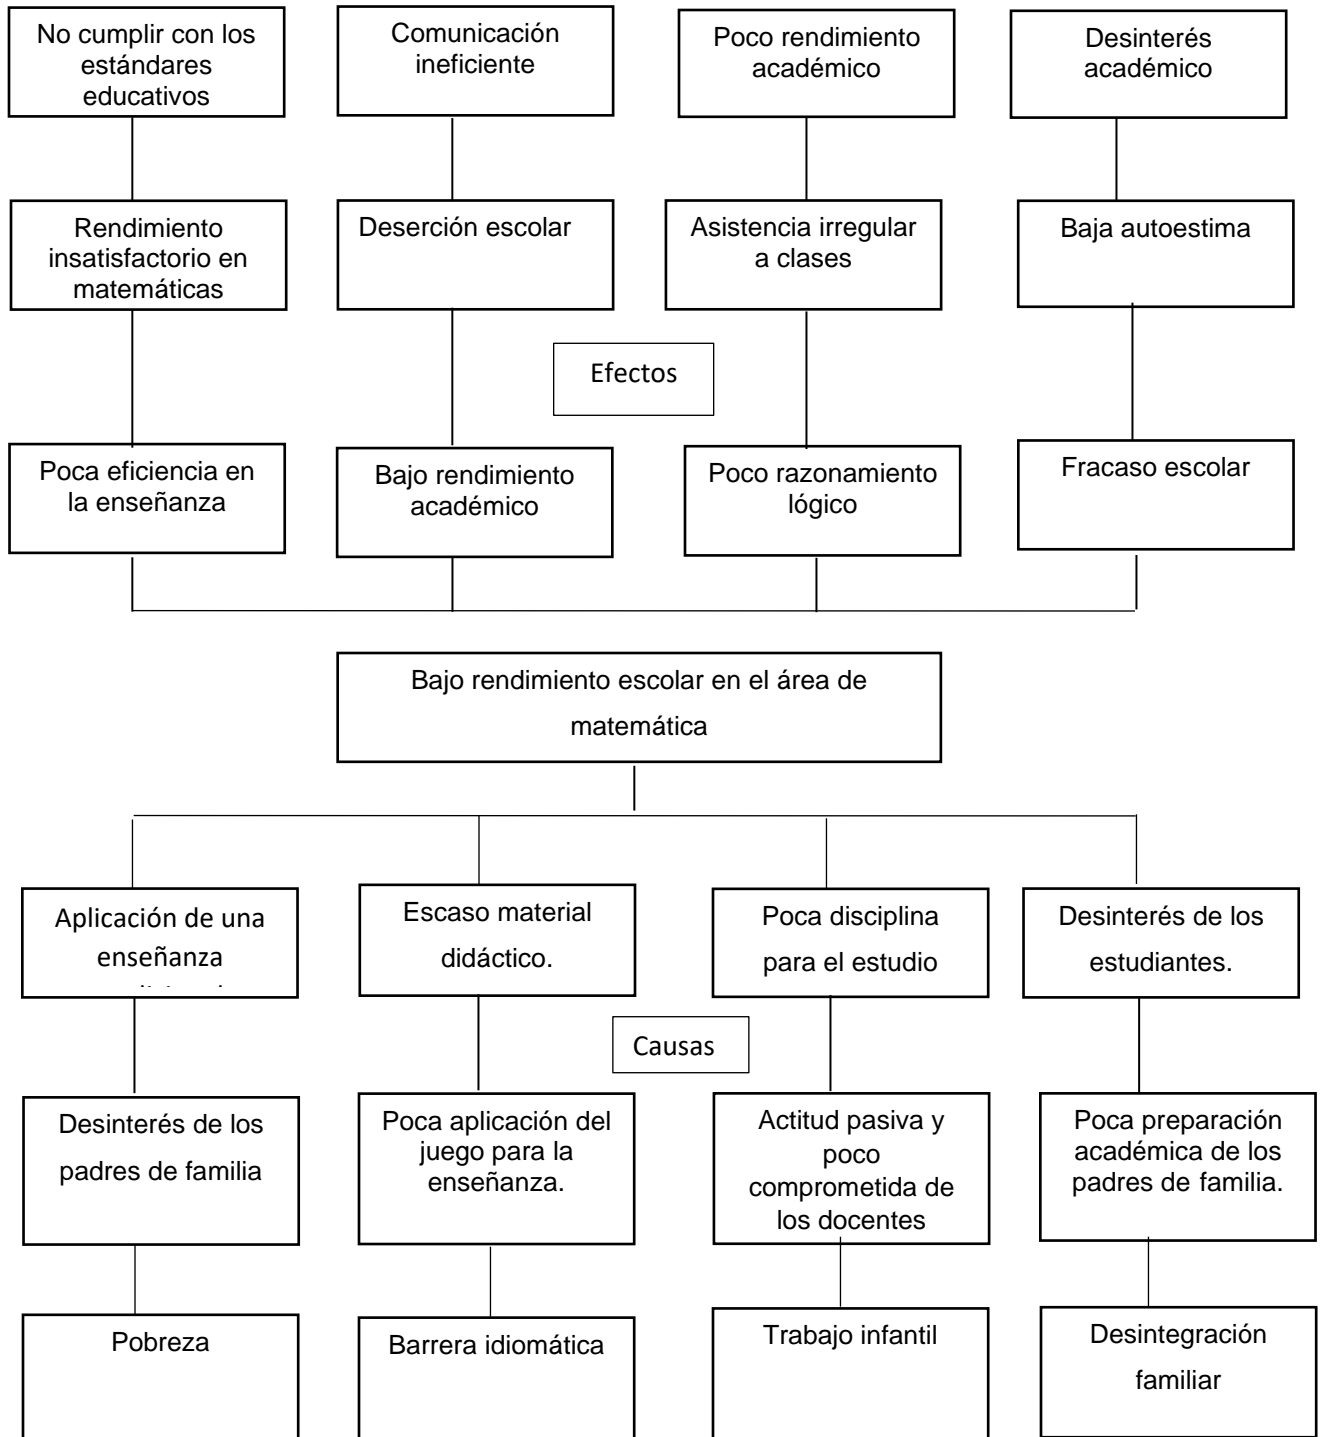 No cumplir con los
estándares
educativos
Comunicación
ineficiente
Poco rendimiento
académico
Desinterés
académico
Rendimiento
insatisfactorio en
matemáticas
Deserción escolar
Asistencia irregular
a clases
Baja autoestima
Efectos
Poca eficiencia en
la enseñanza
Bajo rendimiento
académico
Poco razonamiento
lógico
Fracaso escolar
Bajo rendimiento escolar en el área de
matemática
Aplicación de una
enseñanza
Escaso material
didáctico.
Poca disciplina
para el estudio
Desinterés de los
estudiantes.
Causas
Desinterés de los
padres de familia
Poca aplicación del
juego para la
enseñanza.
Actitud pasiva y
poco
comprometida de
los docentes
Poca preparación
académica de los
padres de familia.
Pobreza
Barrera idiomática
Trabajo infantil
Desintegración
familiar